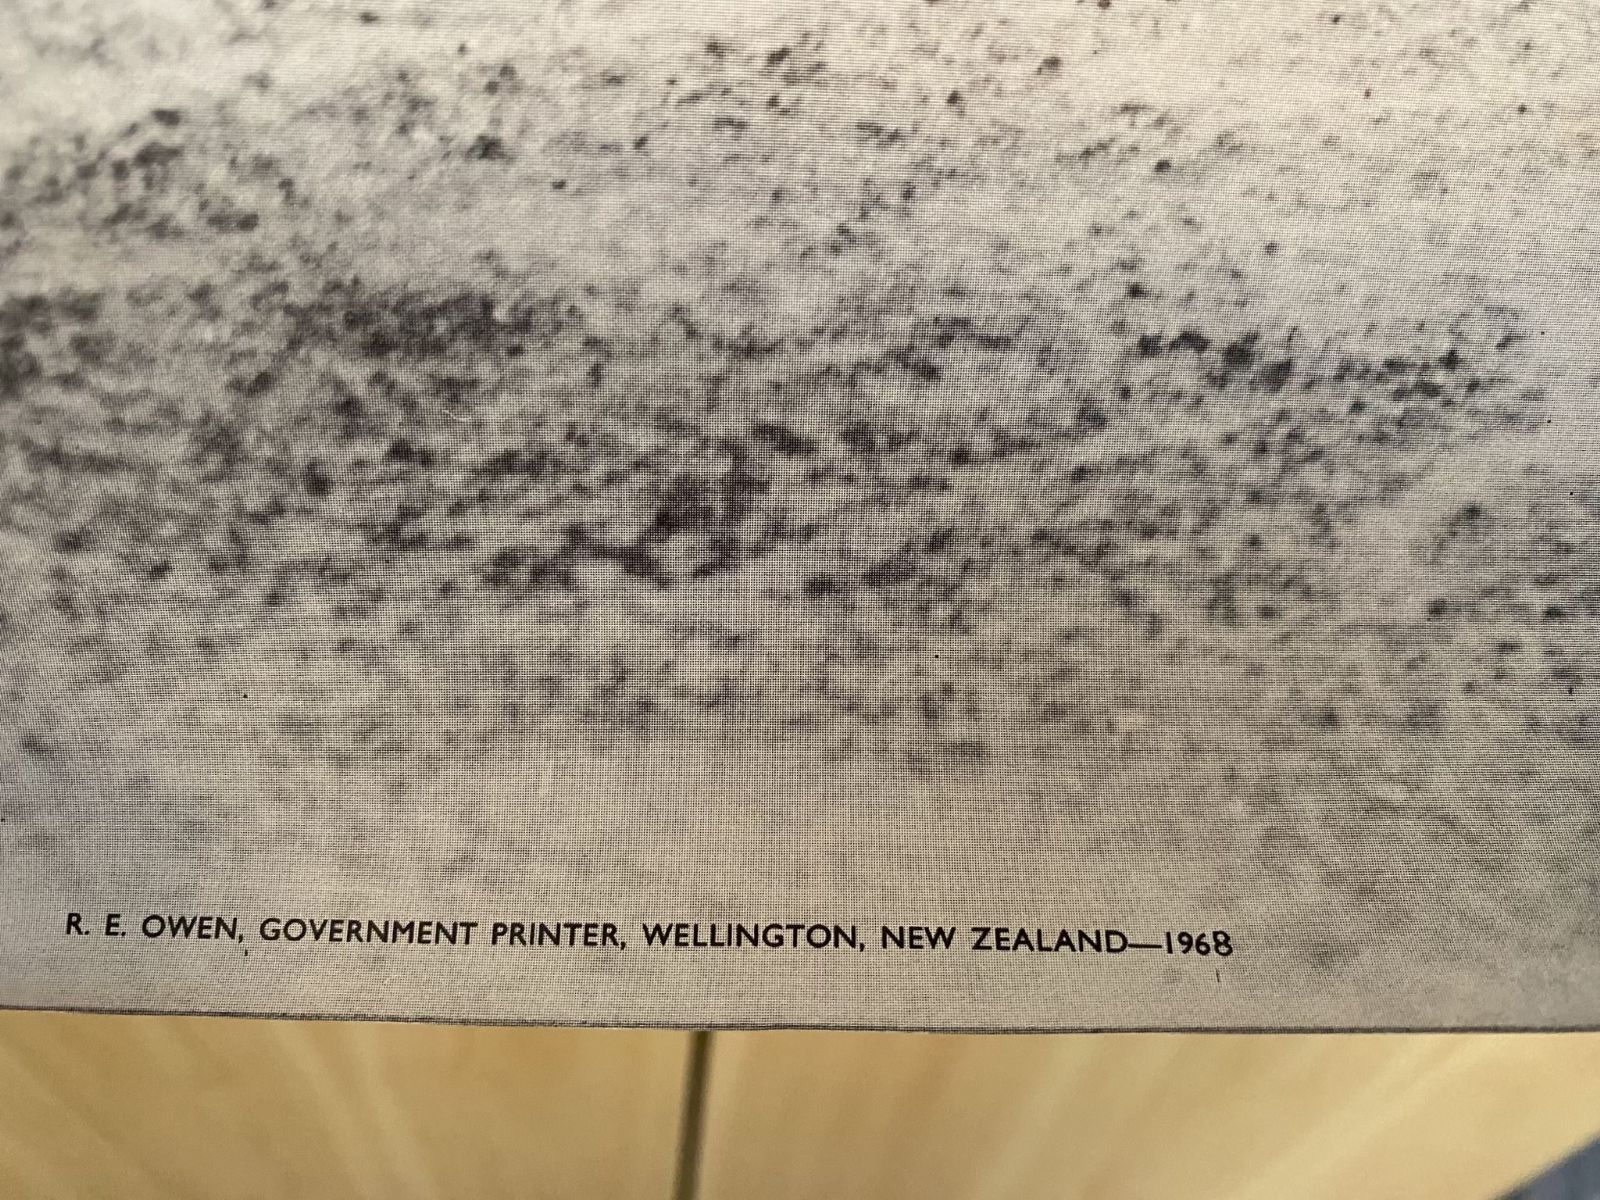 R. E. OWEN, GOVERNMENT PRINTER, WELLINGTON, NEW ZEALAND—1968